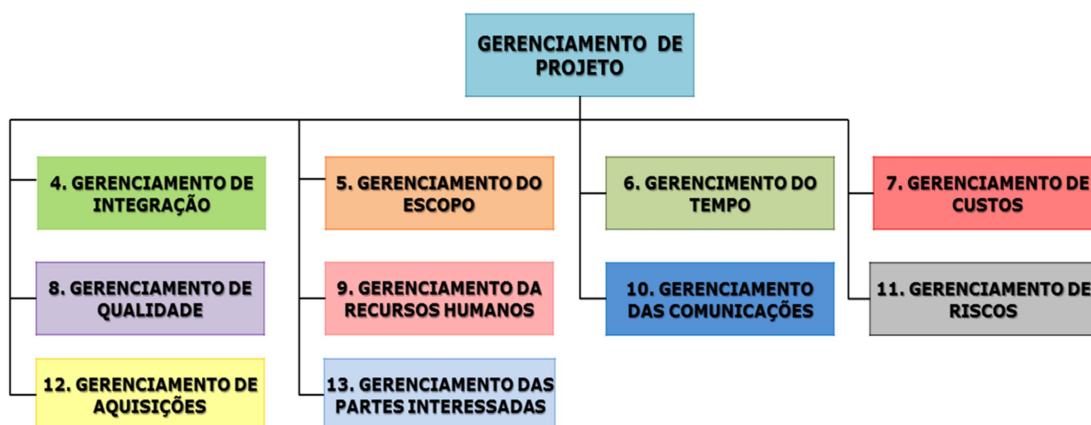 GERENCIAMENTO DE
PROJETO
4. GERENCIAMENTO DE
INTEGRAÇÃO
5. GERENCIAMENTO DO
ESCOPO
6. GERENCIMENTO DO
TEMPO
7. GERENCIAMENTO DE
CUSTOS
8. GERENCIAMENTO DE
QUALIDADE
9. GERENCIAMENTO DA
RECURSOS HUMANOS
10. GERENCIAMENTO
DAS COMUNICAÇÕES
11. GERENCIAMENTO DE
RISCOS
12. GERENCIAMENTO DE
AQUISIÇÕES
13. GERENCIAMENTO DAS
PARTES INTERESSADAS